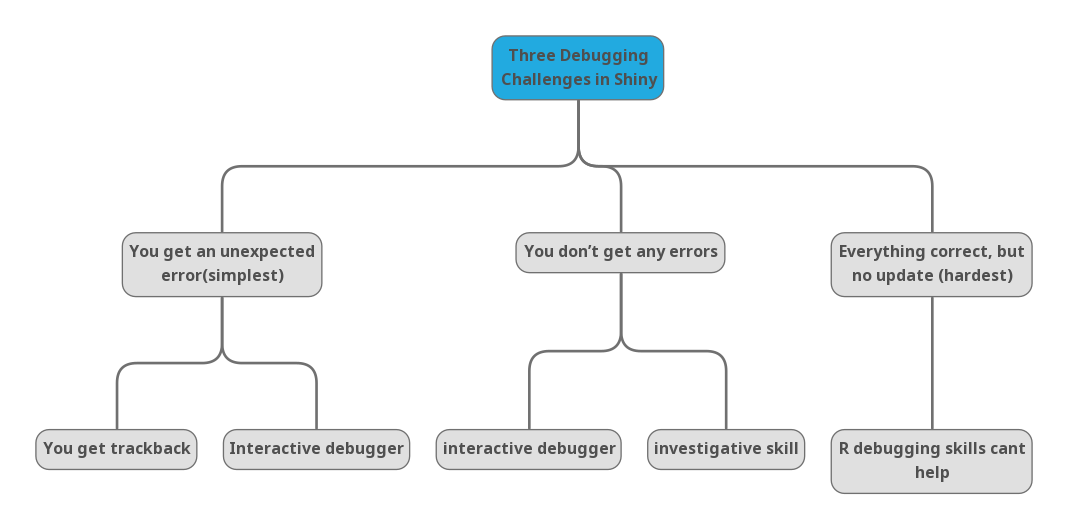 Three Debugging
Challenges in Shiny
You get an unexpected
error(simplest)
You don’t get any errors
Everything correct, but
no update (hardest)
You get trackback
Interactive debugger
interactive debugger
investigative skill
R debugging skills cant
help